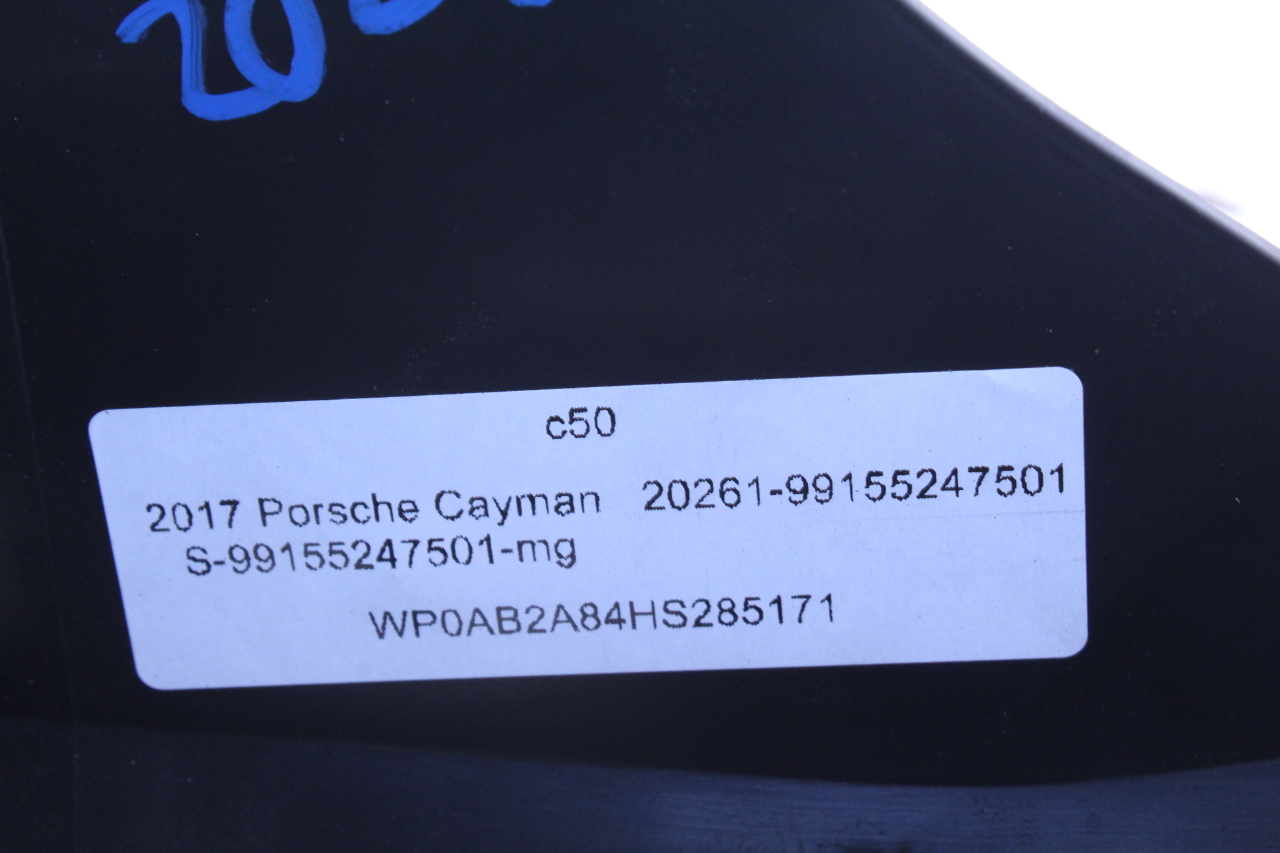 c50
2017 Porsche Cayman 20261-99155247501
S-99155247501-mg
WP0AB2A84HS285171